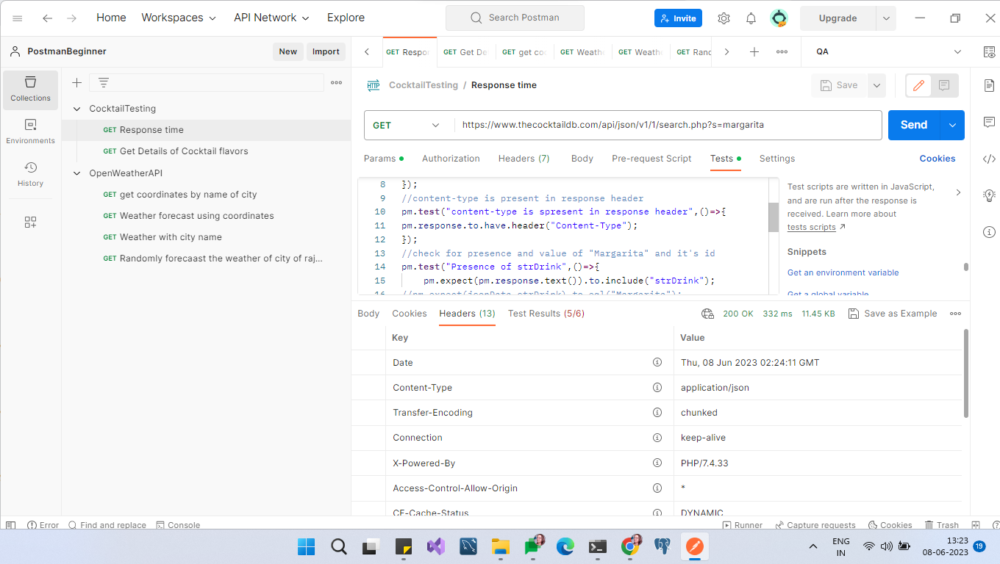 Home Workspaces API Network Explore Search Postman Invite Upgrade
PostmanBeginner New Import
GET Respo GET Get De GET get co GET Weath GET Weath GET Rand QA
Collections
Environments
History
CocktailTesting
GET Response time
GET Get Details of Cocktail flavors
OpenWeatherAPI
GET get coordinates by name of city
GET Weather forecast using coordinates
GET Weather with city name
GET Randomly forecaast the weather of city of raj...
HTTP CocktailTesting / Response time Save
GET https://www.thecocktaildb.com/api/json/v1/1/search.php?s=margarita Send
Params Authorization Headers (7) Body Pre-request Script Tests Settings Cookies
8 });
9 //content-type is present in response header
10 pm.test("content-type is spresent in response header",()=>{
11 pm.response.to.have.header("Content-Type");
12 });
13 //check for presence and value of "Margarita" and it's id
14 pm.test("Presence of strDrink",()=>{
15 pm.expect(pm.response.text()).to.include("strDrink");
16 //pm.expect(jsonData.strDrink).to.eql("Margarita");
Test scripts are written in JavaScript,
and are run after the response is
received. Learn more about
tests scripts
Snippets
Get an environment variable
Get a global variable
Body Cookies Headers (13) Test Results (5/6) 200 OK 332 ms 11.45 KB Save as Example
Key Value
Date Thu, 08 Jun 2023 02:24:11 GMT
Content-Type application/json
Transfer-Encoding chunked
Connection keep-alive
X-Powered-By PHP/7.4.33
Access-Control-Allow-Origin *
CF-Cache-Status DYNAMIC
Error Find and replace Console Runner Capture requests Cookies Trash
ENG
IN
13:23
08-06-2023
19